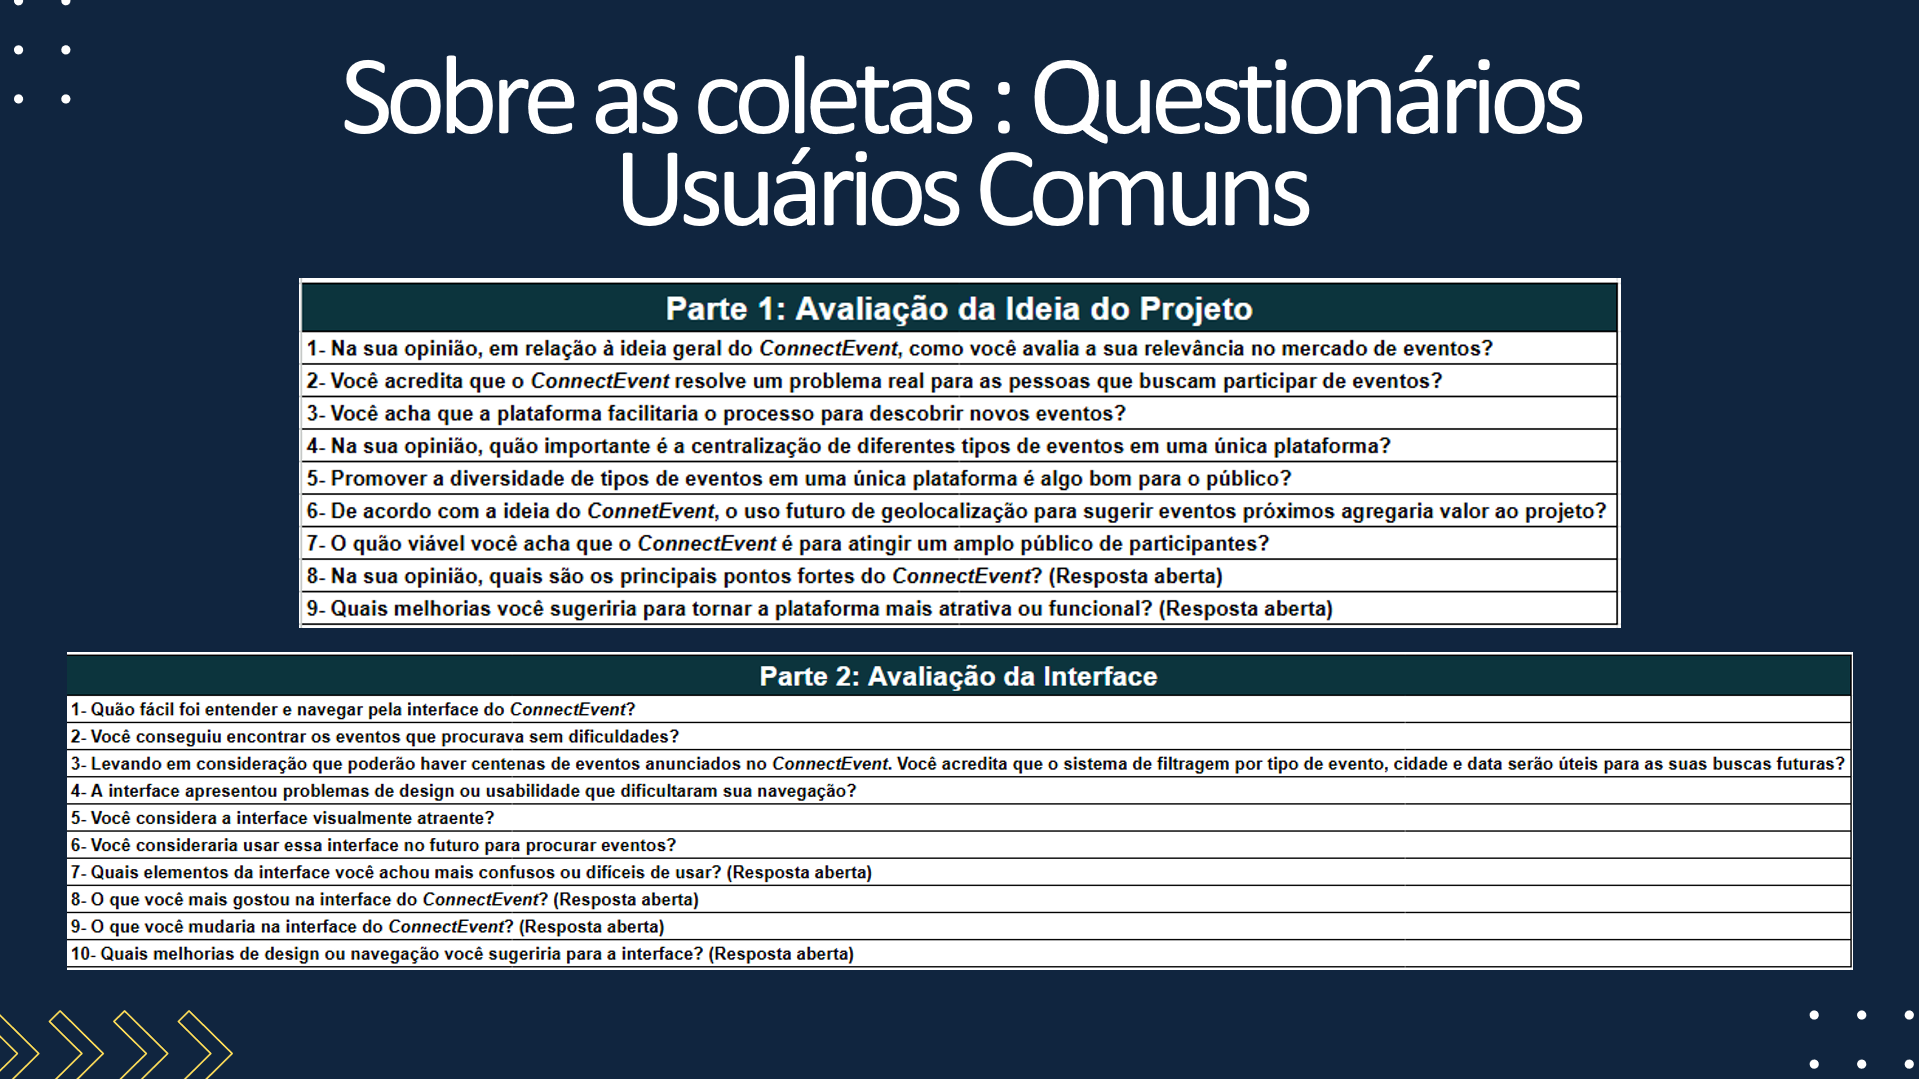 Sobre as coletas : Questionários
Usuários Comuns
Parte 1: Avaliação da Ideia do Projeto
1- Na sua opinião, em relação à ideia geral do ConnectEvent, como você avalia a sua relevância no mercado de eventos?
2- Você acredita que o ConnectEvent resolve um problema real para as pessoas que buscam participar de eventos?
3- Você acha que a plataforma facilitaria o processo para descobrir novos eventos?
4- Na sua opinião, quão importante é a centralização de diferentes tipos de eventos em uma única plataforma?
5- Promover a diversidade de tipos de eventos em uma única plataforma é algo bom para o público?
6- De acordo com a ideia do ConnetEvent, o uso futuro de geolocalização para sugerir eventos próximos agregaria valor ao projeto?
7- O quão viável você acha que o ConnectEvent é para atingir um amplo público de participantes?
8- Na sua opinião, quais são os principais pontos fortes do ConnectEvent? (Resposta aberta)
9- Quais melhorias você sugeriria para tornar a plataforma mais atrativa ou funcional? (Resposta aberta)
Parte 2: Avaliação da Interface
1- Quão fácil foi entender e navegar pela interface do ConnectEvent?
2- Você conseguiu encontrar os eventos que procurava sem dificuldades?
3- Levando em consideração que poderão haver centenas de eventos anunciados no ConnectEvent. Você acredita que o sistema de filtragem por tipo de evento, cidade e data serão úteis para as suas buscas futuras?
4- A interface apresentou problemas de design ou usabilidade que dificultaram sua navegação?
5- Você considera a interface visualmente atraente?
6- Você consideraria usar essa interface no futuro para procurar eventos?
7- Quais elementos da interface você achou mais confusos ou difíceis de usar? (Resposta aberta)
8- O que você mais gostou na interface do ConnectEvent? (Resposta aberta)
9- O que você mudaria na interface do ConnectEvent? (Resposta aberta)
10- Quais melhorias de design ou navegação você sugeriria para a interface? (Resposta aberta)